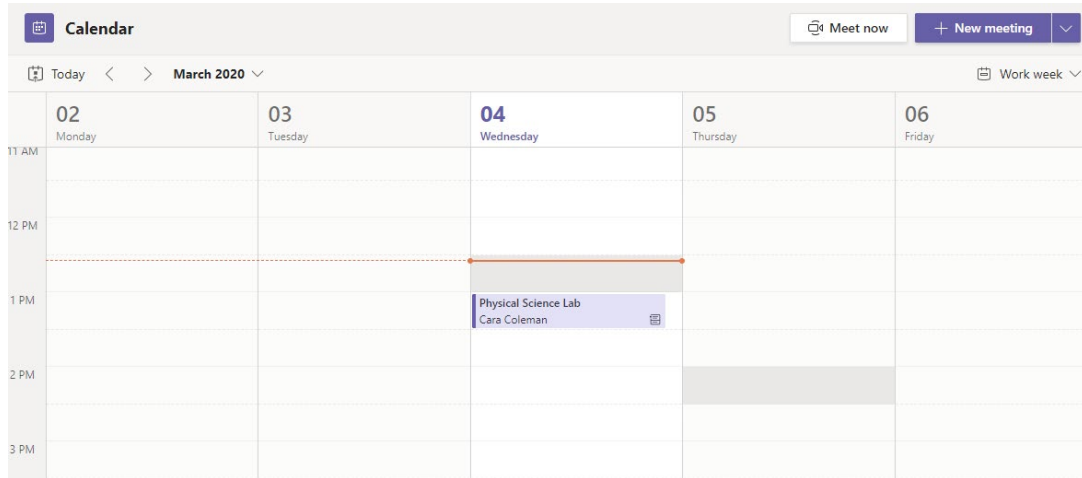 Calendar
Meet now
+ New meeting
Today
March 2020
Work week
02
Monday
03
Tuesday
04
Wednesday
05
Thursday
06
Friday
11 AM
12 PM
1 PM
Physical Science Lab
Cara Coleman
2 PM
3 PM